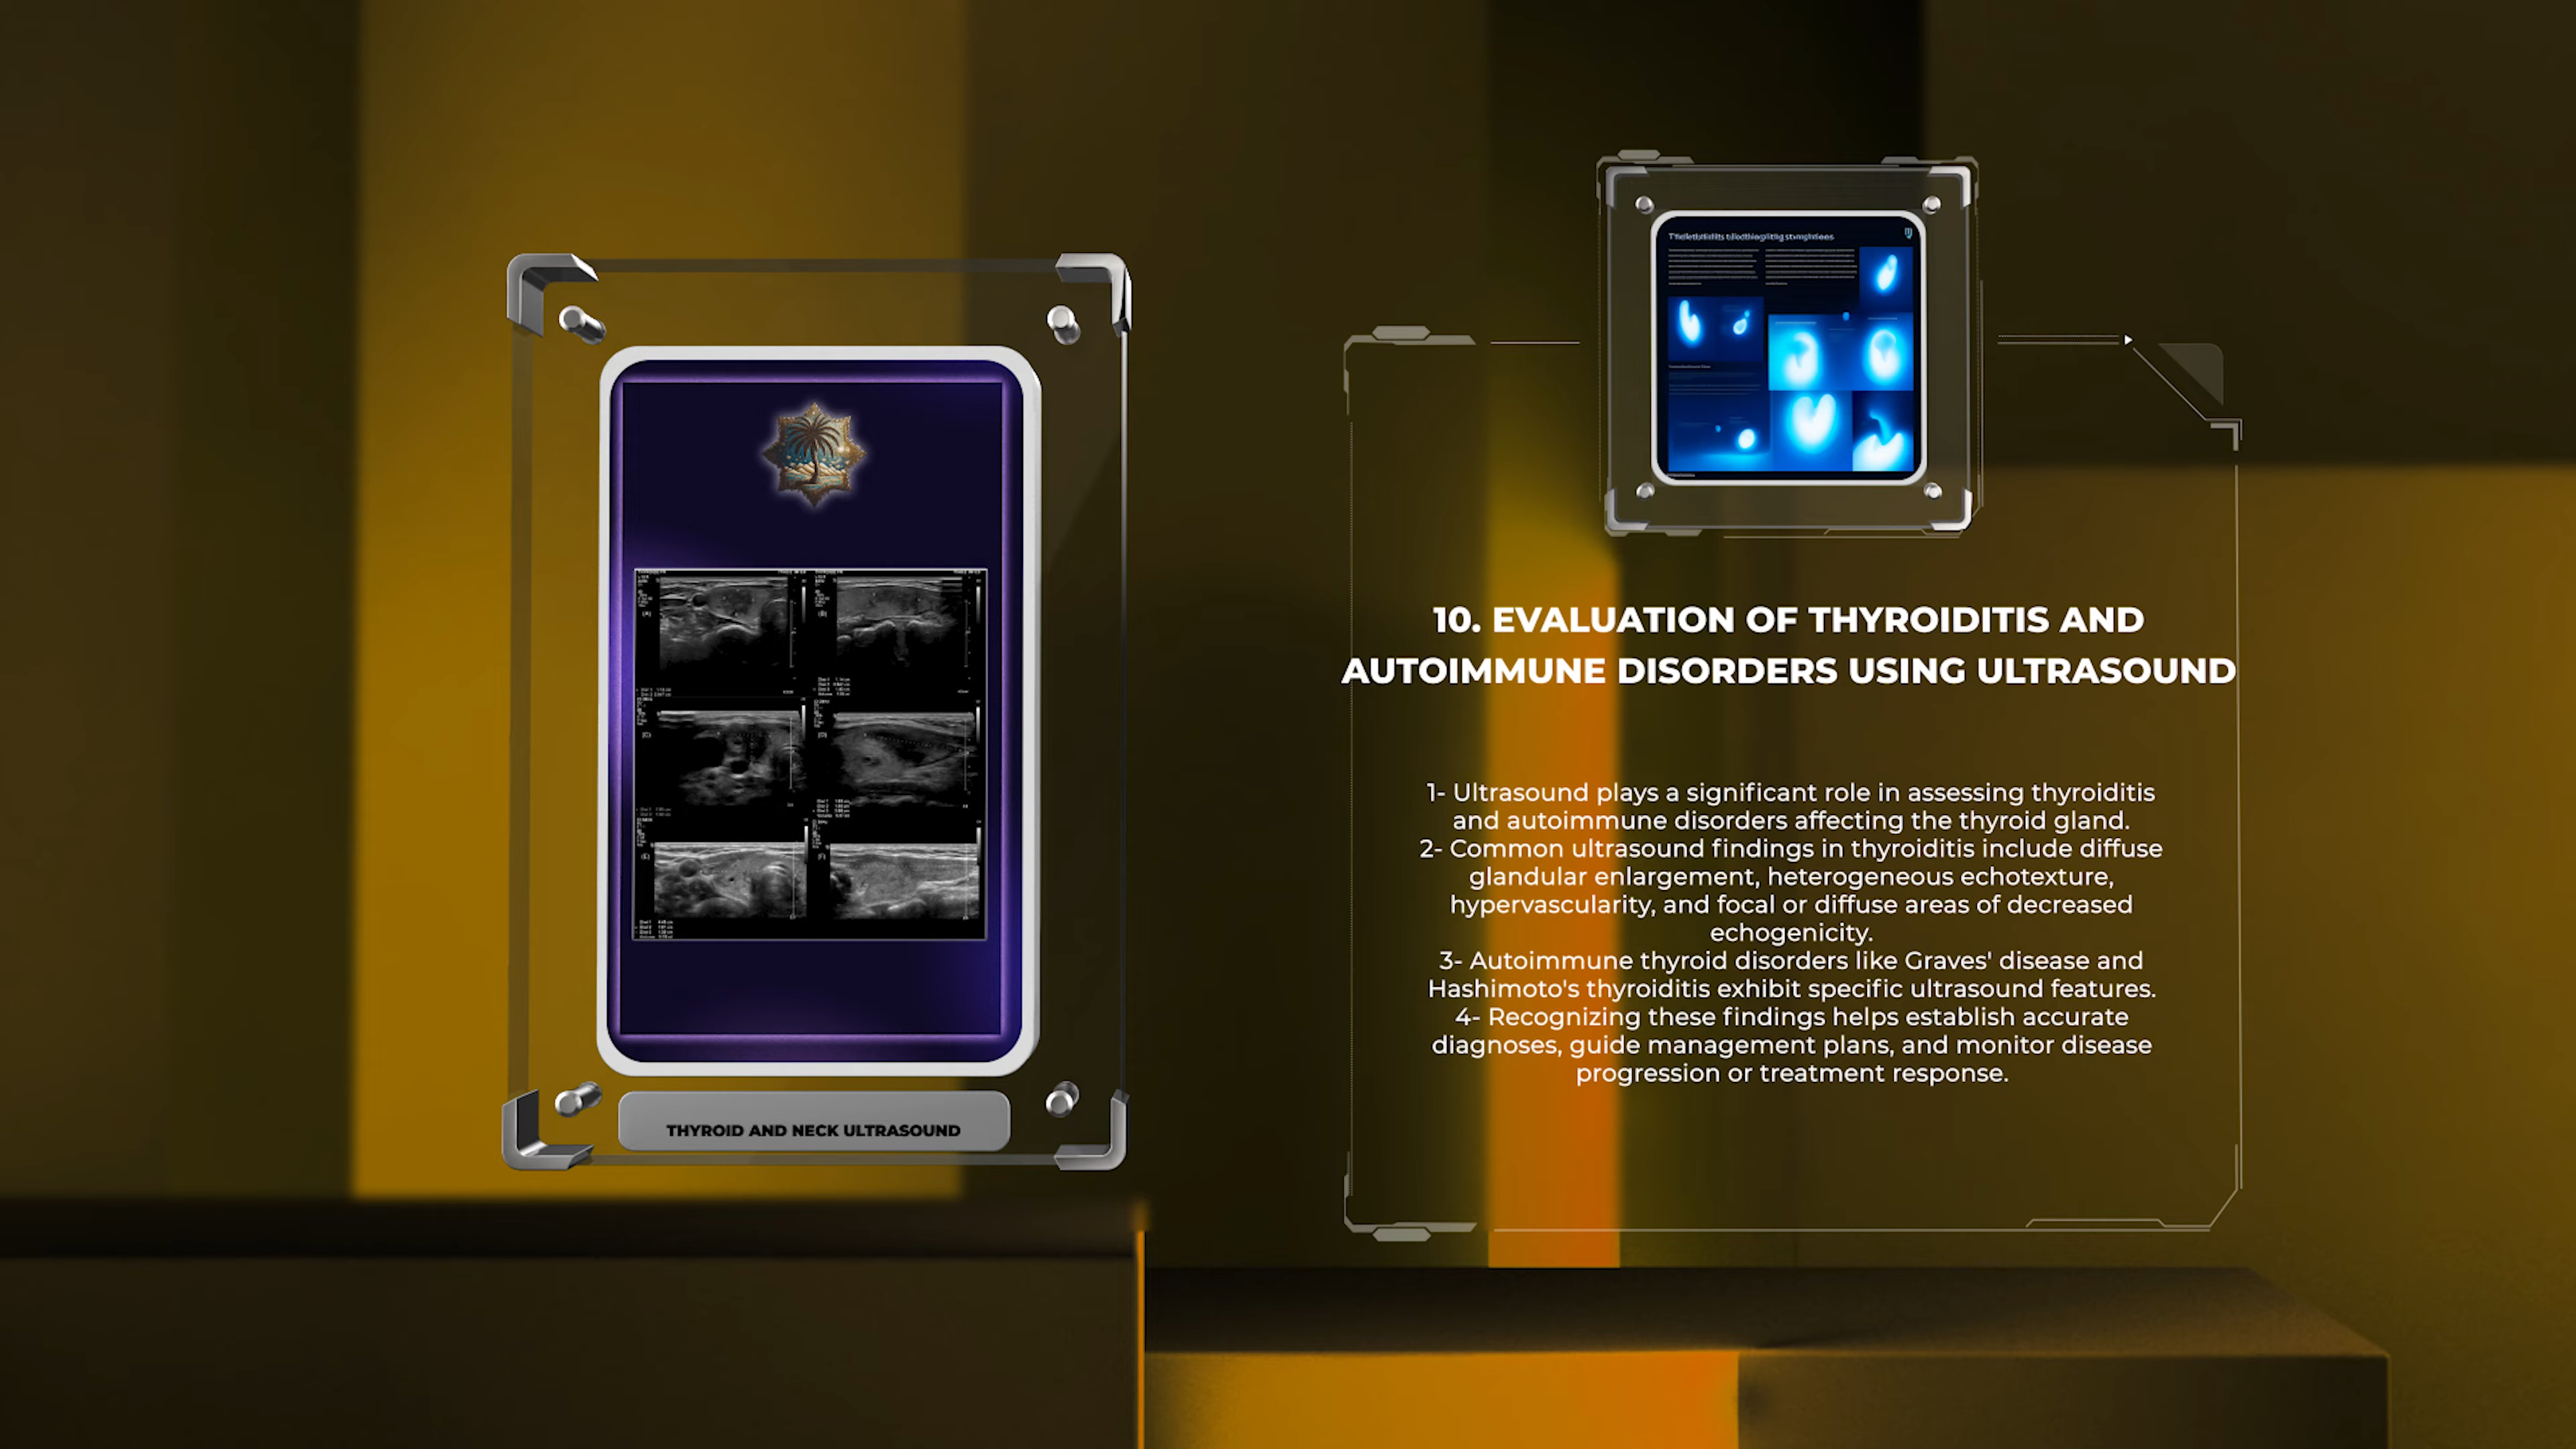 10. EVALUATION OF THYROIDITIS AND
AUTOIMMUNE DISORDERS USING ULTRASOUND
1- Ultrasound plays a significant role in assessing thyroiditis
and autoimmune disorders affecting the thyroid gland.
2- Common ultrasound findings in thyroiditis include diffuse
glandular enlargement, heterogeneous echotexture,
hypervascularity, and focal or diffuse areas of decreased
echogenicity.
3- Autoimmune thyroid disorders like Graves' disease and
Hashimoto's thyroiditis exhibit specific ultrasound features.
4- Recognizing these findings helps establish accurate
diagnoses, guide management plans, and monitor disease
progression or treatment response.
(A)
(B)
(C)
(D)
(E)
(F)
THYROID AND NECK ULTRASOUND